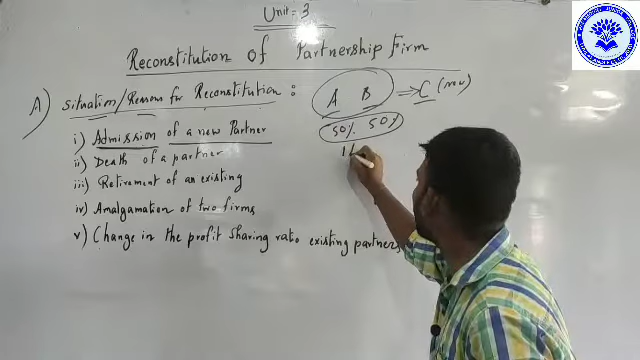 Unit-3
Reconstitution of Partnership Firm
A) Situation/Reasons for Reconstitution :
i) Admission of a new Partner
ii) Death of a partner
iii) Retirement of an existing
iv) Amalgamation of two firms
v) Change in the profit sharing ratio existing partners
A B ⇒ C (new)
50% 50%